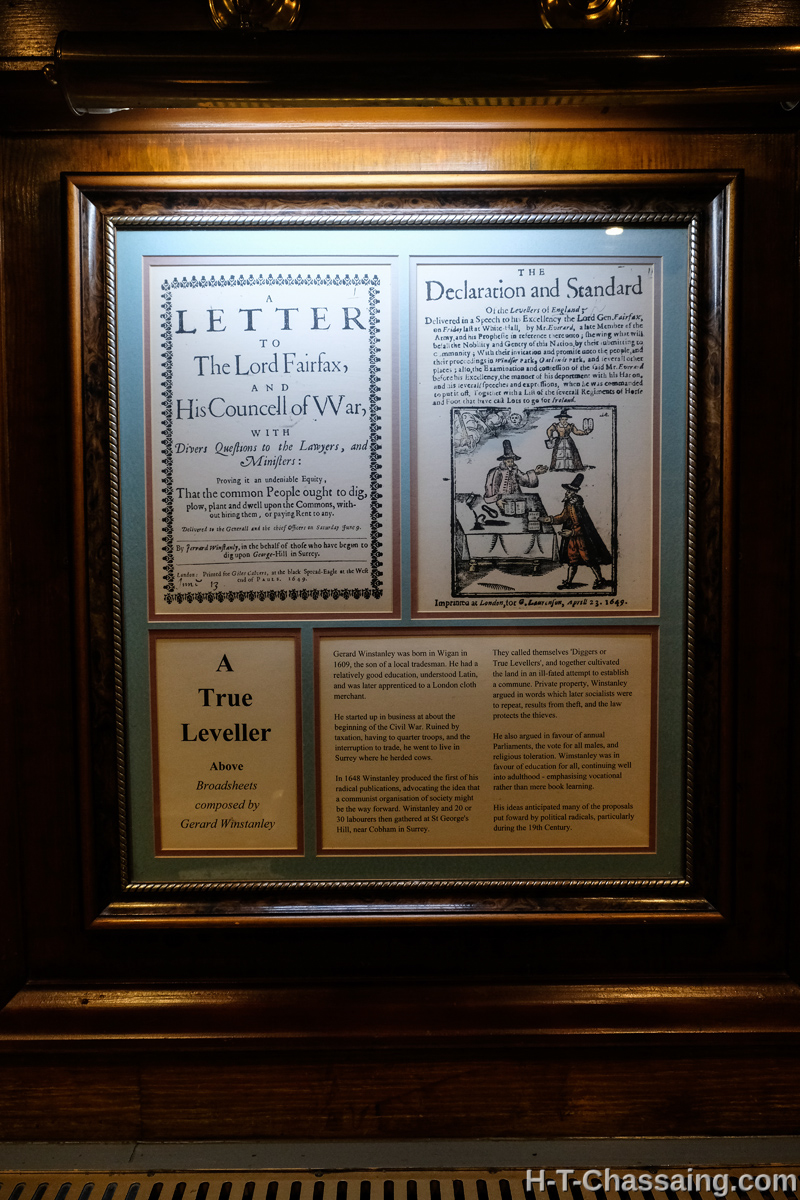 A
LETTER
TO
The Lord Fairfax,
AND
His Councell of War,
WITH
Divers Questions to the Lawyers, and
Ministers:
Proving it an undeniable Equity,
That the common People ought to dig,
plow, plant and dwell upon the Commons, with-
out hiring them, or paying Rent to any.
Delivered to the Generall and the chief Officers on Saturday June 9.
By Jerrard Winstanly, in the behalf of those who have begun to
dig upon George-Hill in Surrey.
London: Printed for Giles Calvert, at the black Spread-Eagle at the West
end of PAULS. 1649.
13
THE
Declaration and Standard
Of the Levellers of England;
Delivered in a Speech to his Excellency the Lord Gen. Fairfax,
on Friday last at White-Hall, by Mr. Everard, a late Member of the
Army, and his Prophesie in reference thereunto; shewing what will
befall the Nobility and Gentry of this Nation, by their submitting to
community; With their invitation and promise unto the people, and
their proceedings in Windsor Park, Oatlands Park, and severall other
places; also, the Examination and confession of the said Mr. Everard
before his Excellency, the manner of his deportment with his Hat on,
and his severall speeches and expressions, when he was commanded
to put it off. Together with a List of the severall Regiments of Horse
and Foot that have cast Lots to go for Ireland.
Imprinted at London, for G. Laurenson, April 23. 1649.
A
True
Leveller
Above
Broadsheets
composed by
Gerard Winstanley
Gerard Winstanley was born in Wigan in
1609, the son of a local tradesman. He had a
relatively good education, understood Latin,
and was later apprenticed to a London cloth
merchant.
He started up in business at about the
beginning of the Civil War. Ruined by
taxation, having to quarter troops, and the
interruption to trade, he went to live in
Surrey where he herded cows.
In 1648 Winstanley produced the first of his
radical publications, advocating the idea that
a communist organisation of society might
be the way forward. Winstanley and 20 or
30 labourers then gathered at St George's
Hill, near Cobham in Surrey.
They called themselves 'Diggers or
True Levellers', and together cultivated
the land in an ill-fated attempt to establish
a commune. Private property, Winstanley
argued in words which later socialists were
to repeat, results from theft, and the law
protects the thieves.
He also argued in favour of annual
Parliaments, the vote for all males, and
religious toleration. Winstanley was in
favour of education for all, continuing well
into adulthood - emphasising vocational
rather than mere book learning.
His ideas anticipated many of the proposals
put foward by political radicals, particularly
during the 19th Century.
H-T-Chassaing.com